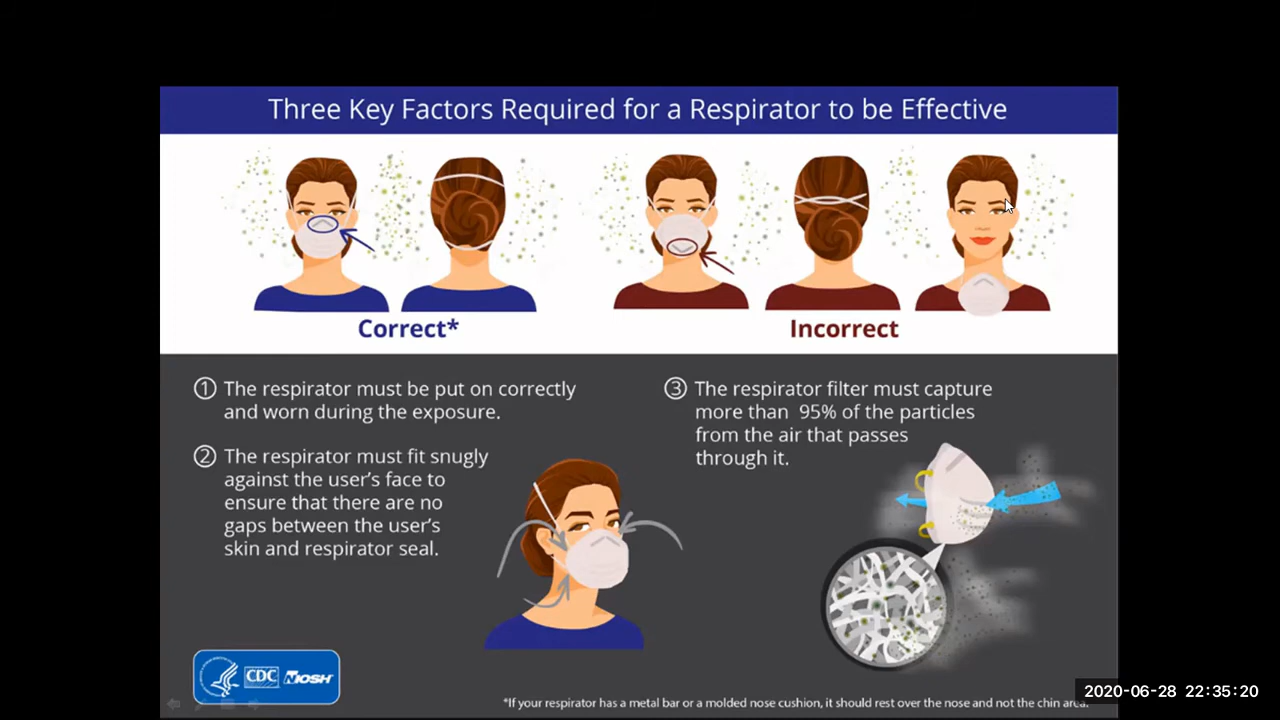 Three Key Factors Required for a Respirator to be Effective
Correct*
Incorrect
① The respirator must be put on correctly
and worn during the exposure.
② The respirator must fit snugly
against the user's face to
ensure that there are no
gaps between the user's
skin and respirator seal.
③ The respirator filter must capture
more than 95% of the particles
from the air that passes
through it.
CDC NIOSH
*If your respirator has a metal bar or a molded nose cushion, it should rest over the nose and not the chin area.
2020-06-28 22:35:20